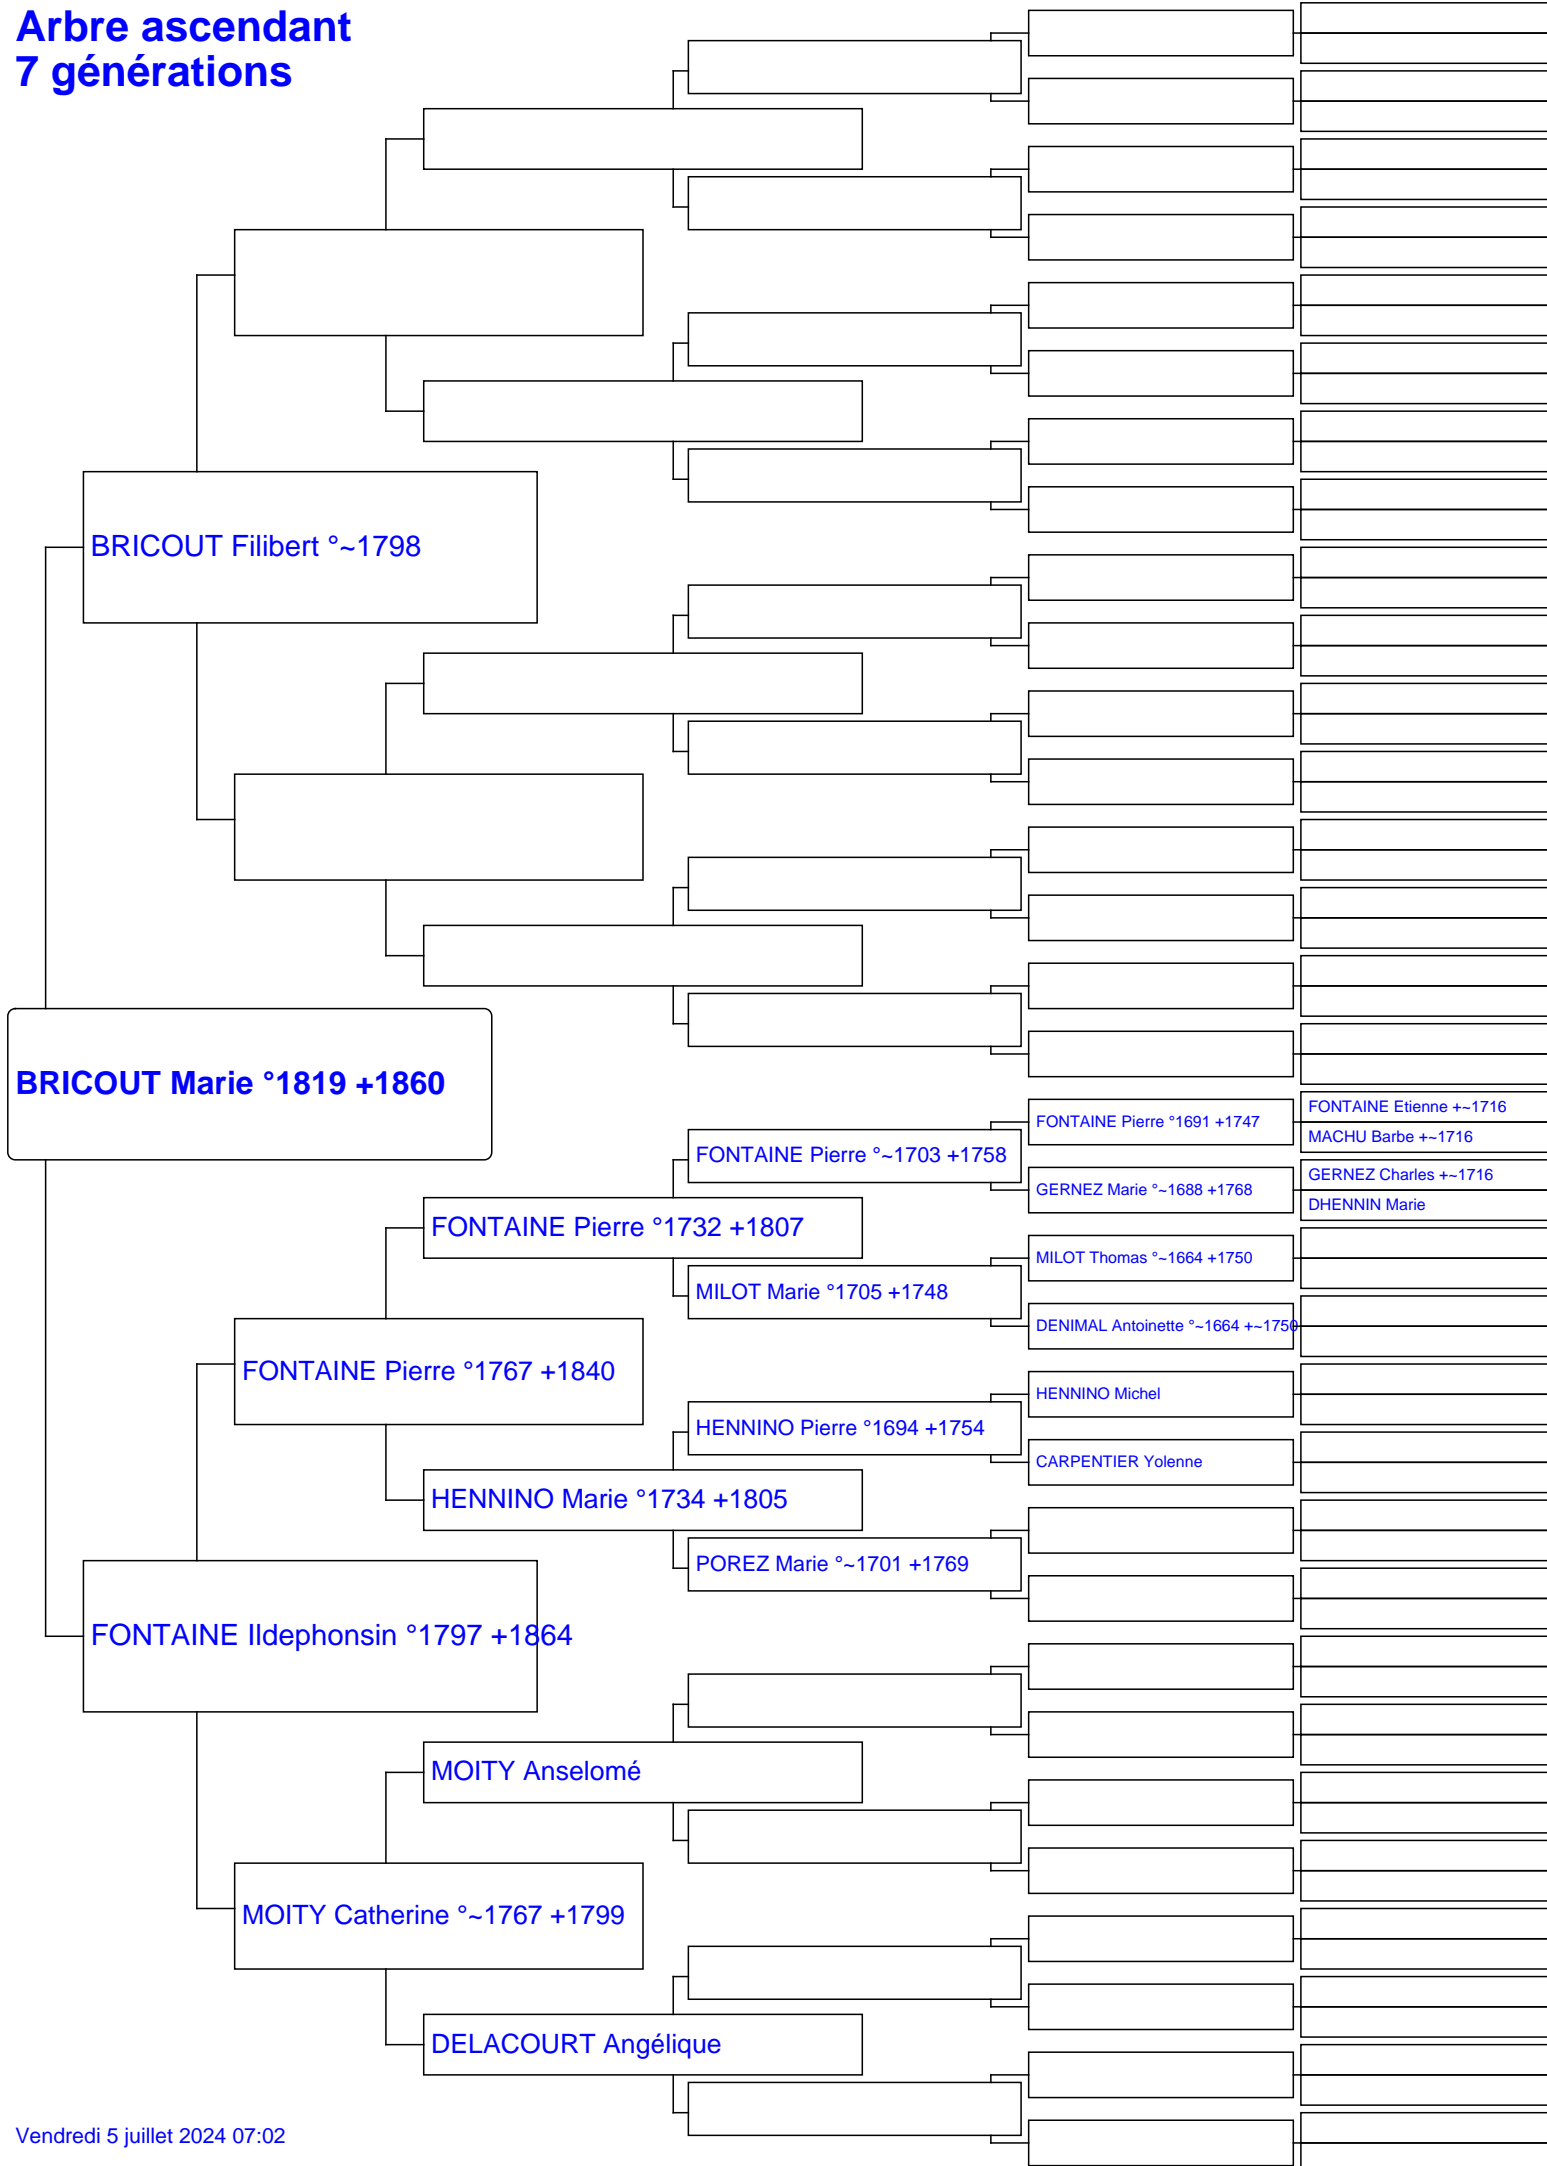 Arbre ascendant
7 générations
BRICOUT Filibert °~1798
BRICOUT Marie °1819 +1860
FONTAINE Etienne +~1716
FONTAINE Pierre °1691 +1747
MACHU Barbe +~1716
FONTAINE Pierre °~1703 +1758
GERNEZ Charles +~1716
GERNEZ Marie °~1688 +1768
DHENNIN Marie
FONTAINE Pierre °1732 +1807
MILOT Thomas °~1664 +1750
MILOT Marie °1705 +1748
DENIMAL Antoinette °~1664 +~1750
FONTAINE Pierre °1767 +1840
HENNINO Michel
HENNINO Pierre °1694 +1754
CARPENTIER Yolenne
HENNINO Marie °1734 +1805
POREZ Marie °~1701 +1769
FONTAINE Ildephonsin °1797 +1864
MOITY Anselomé
MOITY Catherine °~1767 +1799
DELACOURT Angélique
Vendredi 5 juillet 2024 07:02